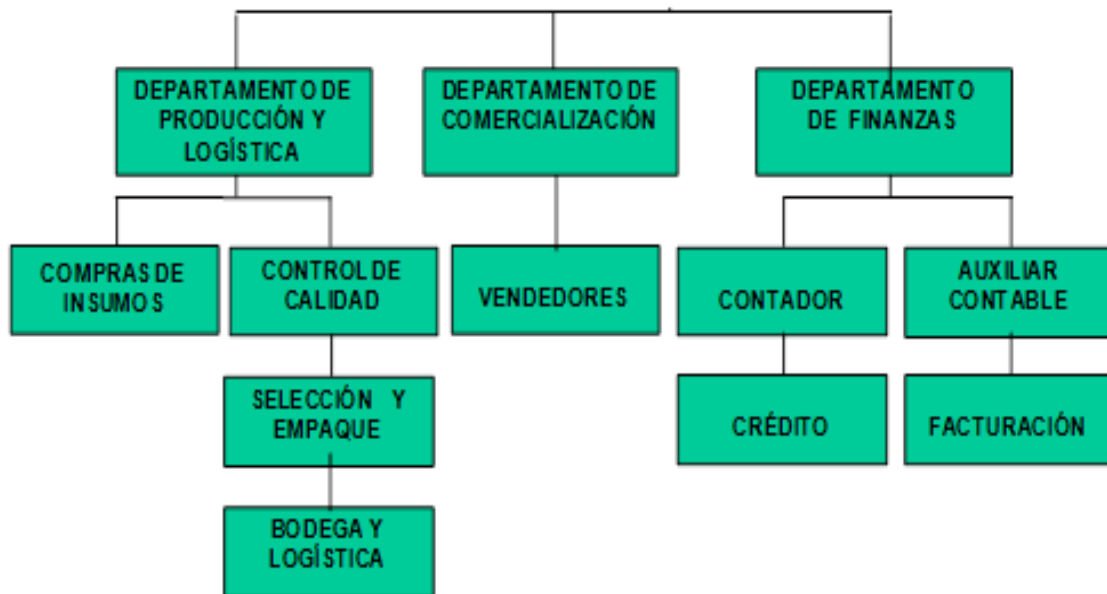 DEPARTAMENTO DE
PRODUCCIÓN Y
LOGÍSTICA
DEPARTAMENTO DE
COMERCIALIZACIÓN
DEPARTAMENTO
DE FINANZAS
COMPRAS DE
INSUMOS
CONTROL DE
CALIDAD
VENDEDORES
CONTADOR
AUXILIAR
CONTABLE
SELECCIÓN Y
EMPAQUE
CRÉDITO
FACTURACIÓN
BODEGA Y
LOGÍSTICA